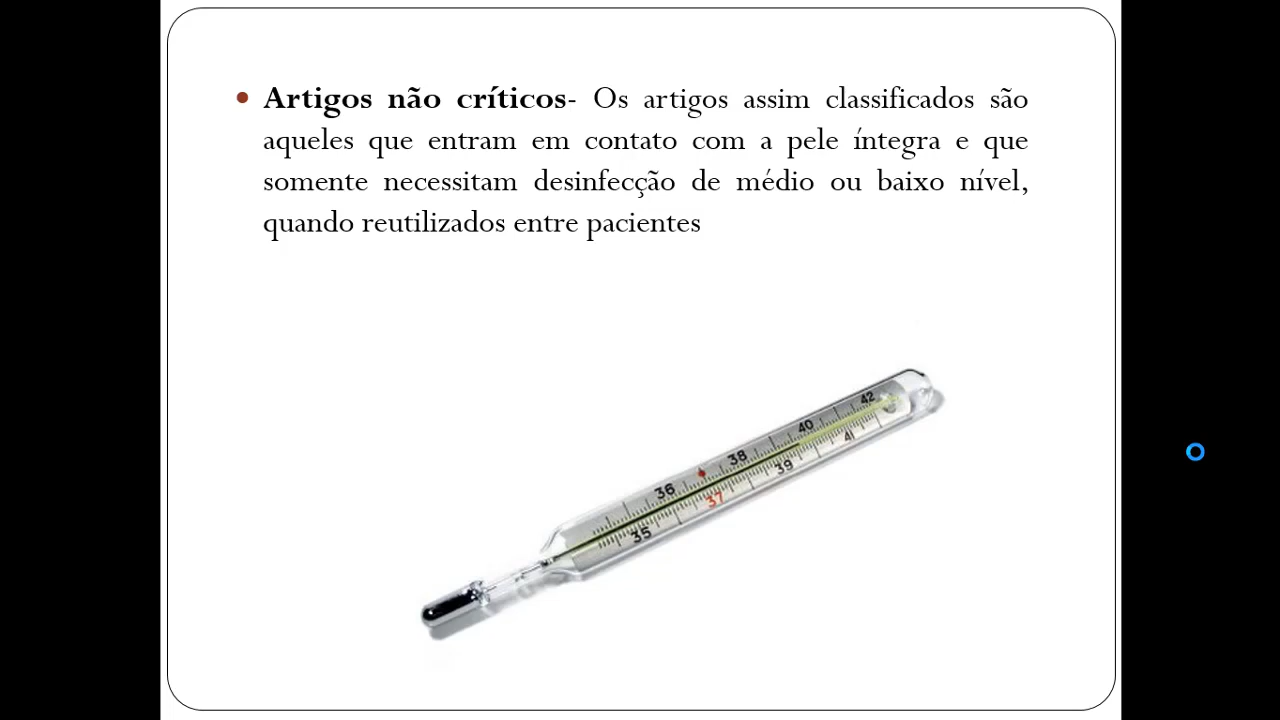 Artigos não críticos- Os artigos assim classificados são
aqueles que entram em contato com a pele íntegra e que
somente necessitam desinfecção de médio ou baixo nível,
quando reutilizados entre pacientes
36 38 40 42
35 37 39 41